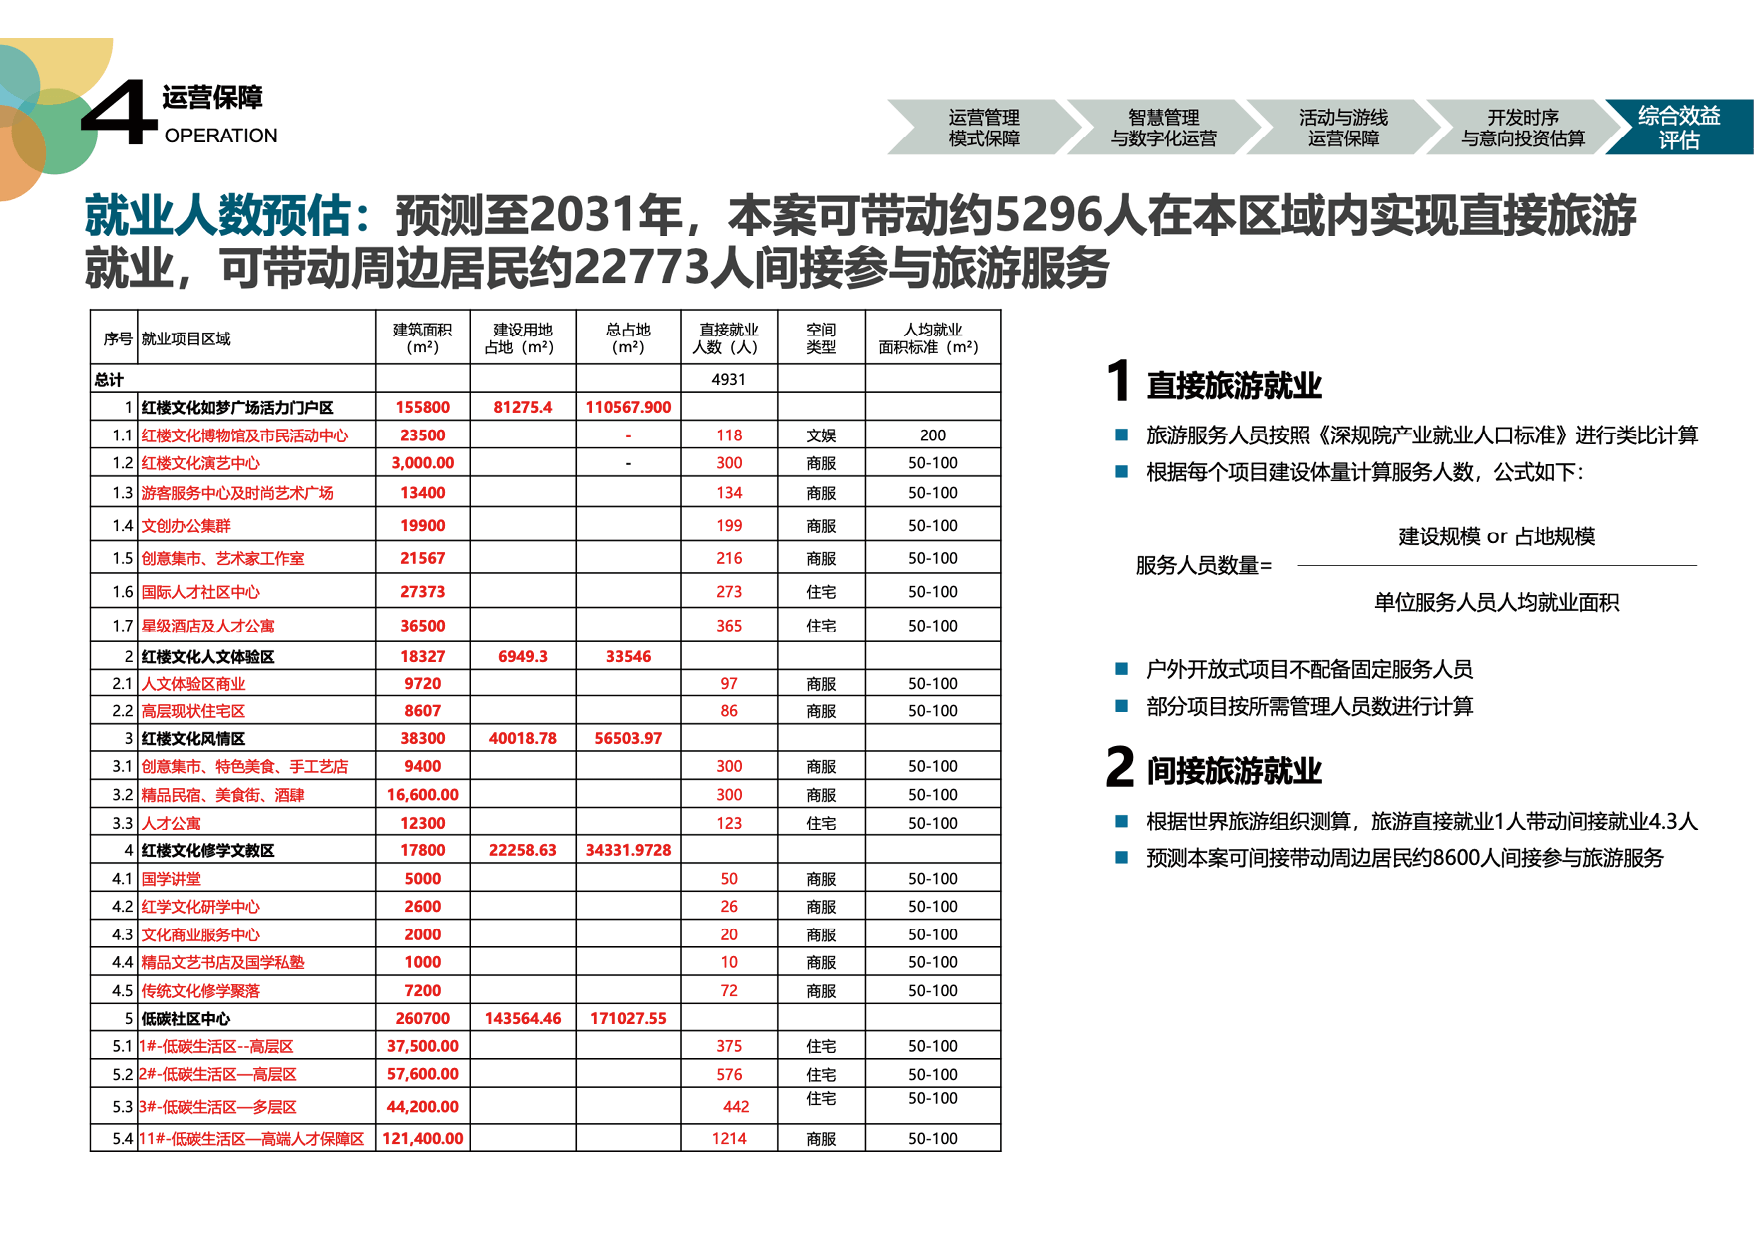 4 运营保障
OPERATION
运营管理
模式保障
智慧管理
与数字化运营
活动与游线
运营保障
开发时序
与意向投资估算
综合效益
评估
就业人数预估：预测至2031年，本案可带动约5296人在本区域内实现直接旅游
就业，可带动周边居民约22773人间接参与旅游服务
序号 就业项目区域 建筑面积（m²） 建设用地占地（m²） 总占地（m²） 直接就业人数（人） 空间类型 人均就业面积标准（m²）
总计 4931
1 红楼文化如梦广场活力门户区 155800 81275.4 110567.900
1.1 红楼文化博物馆及市民活动中心 23500 - 118 文娱 200
1.2 红楼文化演艺中心 3,000.00 - 300 商服 50-100
1.3 游客服务中心及时尚艺术广场 13400 134 商服 50-100
1.4 文创办公集群 19900 199 商服 50-100
1.5 创意集市、艺术家工作室 21567 216 商服 50-100
1.6 国际人才社区中心 27373 273 住宅 50-100
1.7 星级酒店及人才公寓 36500 365 住宅 50-100
2 红楼文化人文体验区 18327 6949.3 33546
2.1 人文体验区商业 9720 97 商服 50-100
2.2 高层现状住宅区 8607 86 商服 50-100
3 红楼文化风情区 38300 40018.78 56503.97
3.1 创意集市、特色美食、手工艺店 9400 300 商服 50-100
3.2 精品民宿、美食街、酒肆 16,600.00 300 商服 50-100
3.3 人才公寓 12300 123 住宅 50-100
4 红楼文化修学文教区 17800 22258.63 34331.9728
4.1 国学讲堂 5000 50 商服 50-100
4.2 红学文化研学中心 2600 26 商服 50-100
4.3 文化商业服务中心 2000 20 商服 50-100
4.4 精品文艺书店及国学私塾 1000 10 商服 50-100
4.5 传统文化修学聚落 7200 72 商服 50-100
5 低碳社区中心 260700 143564.46 171027.55
5.1 1#-低碳生活区--高层区 37,500.00 375 住宅 50-100
5.2 2#-低碳生活区—高层区 57,600.00 576 住宅 50-100
5.3 3#-低碳生活区—多层区 44,200.00 442 住宅 50-100
5.4 11#-低碳生活区—高端人才保障区 121,400.00 1214 商服 50-100
1 直接旅游就业
旅游服务人员按照《深规院产业就业人口标准》进行类比计算
根据每个项目建设体量计算服务人数，公式如下：
建设规模 or 占地规模
服务人员数量=
单位服务人员人均就业面积
户外开放式项目不配备固定服务人员
部分项目按所需管理人员数进行计算
2 间接旅游就业
根据世界旅游组织测算，旅游直接就业1人带动间接就业4.3人
预测本案可间接带动周边居民约8600人间接参与旅游服务